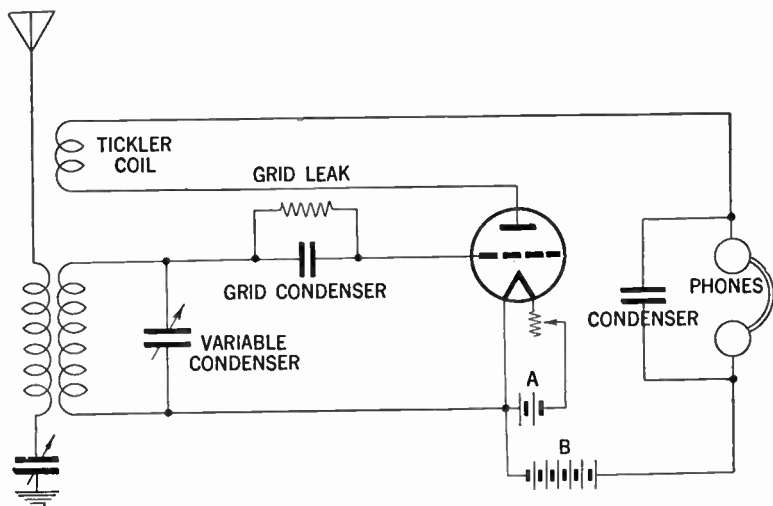 TICKLER
COIL
GRID LEAK
GRID CONDENSER
VARIABLE
CONDENSER
PHONES
CONDENSER
A
B